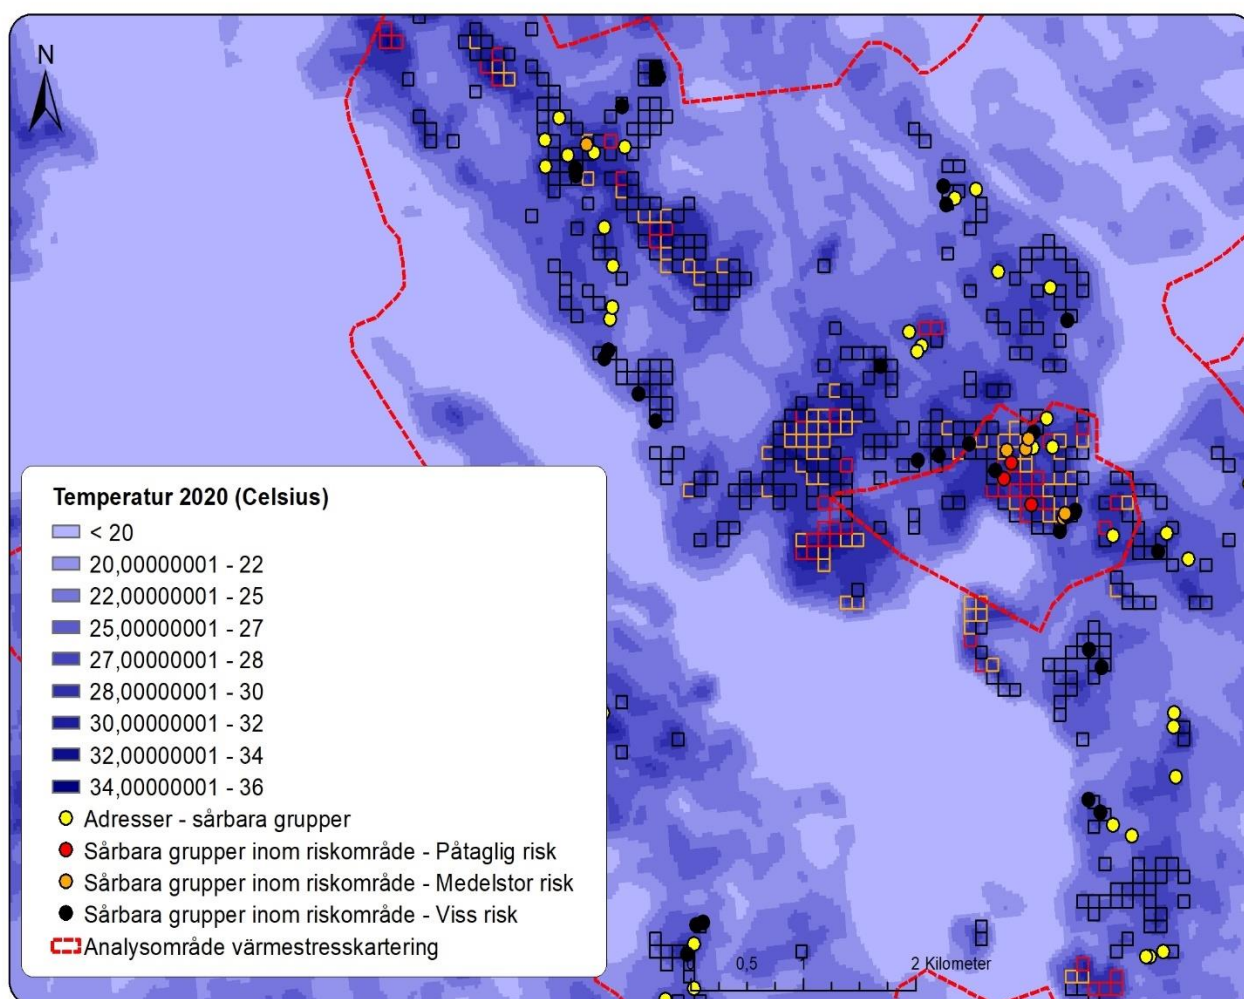 N
Temperatur 2020 (Celsius)
< 20
20,00000001 - 22
22,00000001 - 25
25,00000001 - 27
27,00000001 - 28
28,00000001 - 30
30,00000001 - 32
32,00000001 - 34
34,00000001 - 36
Adresser - sårbara grupper
Sårbara grupper inom riskområde - Påtaglig risk
Sårbara grupper inom riskområde - Medelstor risk
Sårbara grupper inom riskområde - Viss risk
Analysområde värmestresskartering
0 0,5 1 2 Kilometer